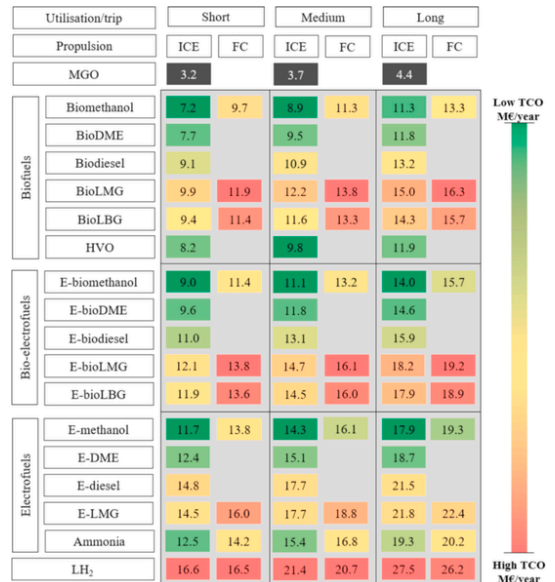 Utilisation/trip Short Medium Long
Propulsion ICE FC ICE FC ICE FC
MGO 3.2 3.7 4.4
Low TCO
M€/year
Biofuels
Biomethanol 7.2 9.7 8.9 11.3 11.3 13.3
BioDME 7.7 9.5 11.8
Biodiesel 9.1 10.9 13.2
BioLMG 9.9 11.9 12.2 13.8 15.0 16.3
BioLBG 9.4 11.4 11.6 13.3 14.3 15.7
HVO 8.2 9.8 11.9
Bio-electrofuels
E-biomethanol 9.0 11.4 11.1 13.2 14.0 15.7
E-bioDME 9.6 11.8 14.6
E-biodiesel 11.0 13.1 15.9
E-bioLMG 12.1 13.8 14.7 16.1 18.2 19.2
E-bioLBG 11.9 13.6 14.5 16.0 17.9 18.9
Electrofuels
E-methanol 11.7 13.8 14.3 16.1 17.9 19.3
E-DME 12.4 15.1 18.7
E-diesel 14.8 17.7 21.5
E-LMG 14.5 16.0 17.7 18.8 21.8 22.4
Ammonia 12.5 14.2 15.4 16.8 19.3 20.2
LH₂ 16.6 16.5 21.4 20.7 27.5 26.2
High TCO
M€/year